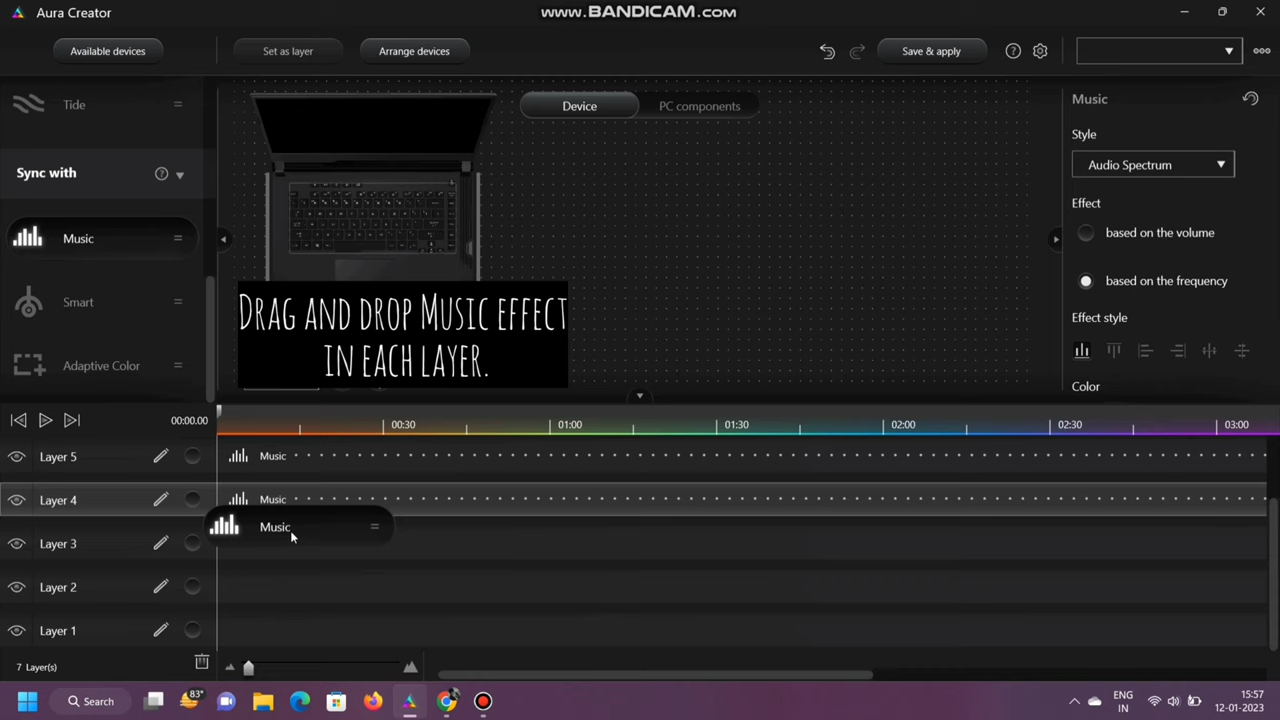 Aura Creator
www.BANDICAM.com
Available devices
Set as layer
Arrange devices
Save & apply
Tide
Device
PC components
Music
Style
Audio Spectrum
Sync with
Effect
based on the volume
Music
based on the frequency
Smart
Effect style
DRAG AND DROP MUSIC EFFECT
IN EACH LAYER.
Adaptive Color
Color
00:00.00
00:30
01:00
01:30
02:00
02:30
03:00
Layer 5
Music
Layer 4
Music
Music
Layer 3
Layer 2
Layer 1
7 Layer(s)
83°
Search
ENG
IN
15:57
12-01-2023